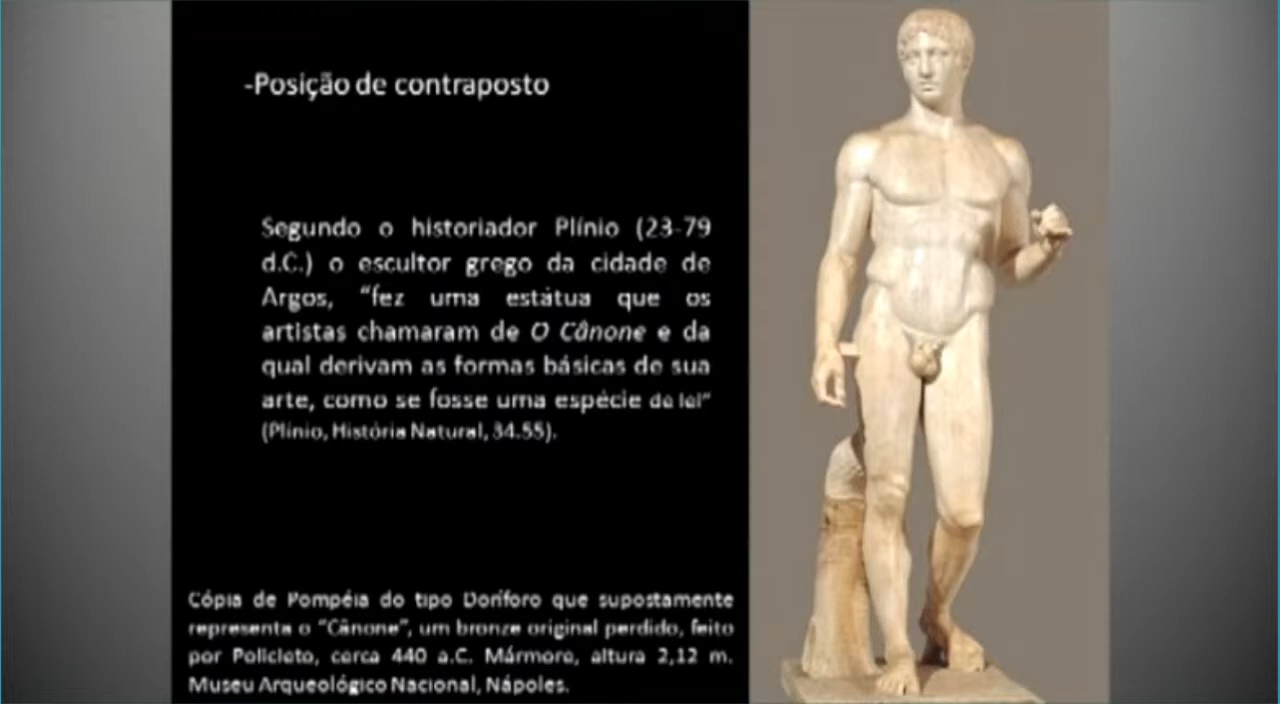 -Posição de contraposto
Segundo o historiador Plínio (23-79
d.C.) o escultor grego da cidade de
Argos, "fez uma estátua que os
artistas chamaram de O Cânone e da
qual derivam as formas básicas de sua
arte, como se fosse uma espécie de lei"
(Plínio, História Natural, 34.55).
Cópia de Pompéia do tipo Doríforo que supostamente
representa o "Cânone", um bronze original perdido, feito
por Policleto, cerca 440 a.C. Mármore, altura 2,12 m.
Museu Arqueológico Nacional, Nápoles.